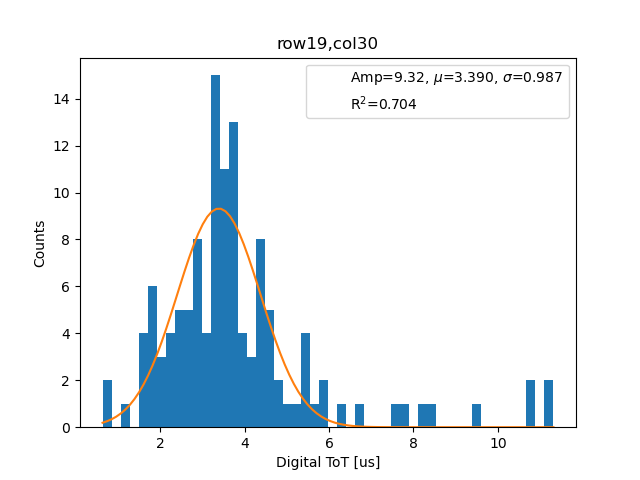 row19,col30
Amp=9.32, μ=3.390, σ=0.987
R²=0.704
14
12
10
8
6
4
2
0
Counts
2 4 6 8 10
Digital ToT [us]